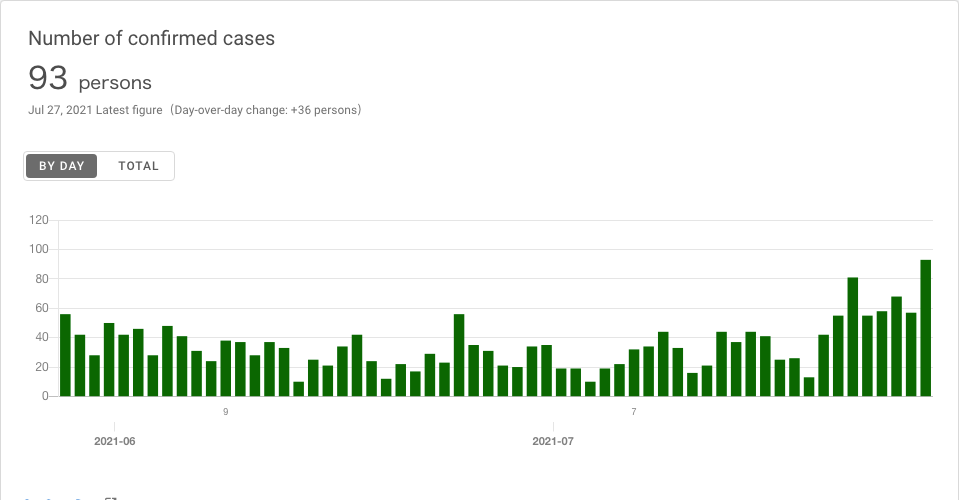 Number of confirmed cases
93 persons
Jul 27, 2021 Latest figure（Day-over-day change: +36 persons）
BY DAY TOTAL
120
100
80
60
40
20
0
9 7
2021-06 2021-07